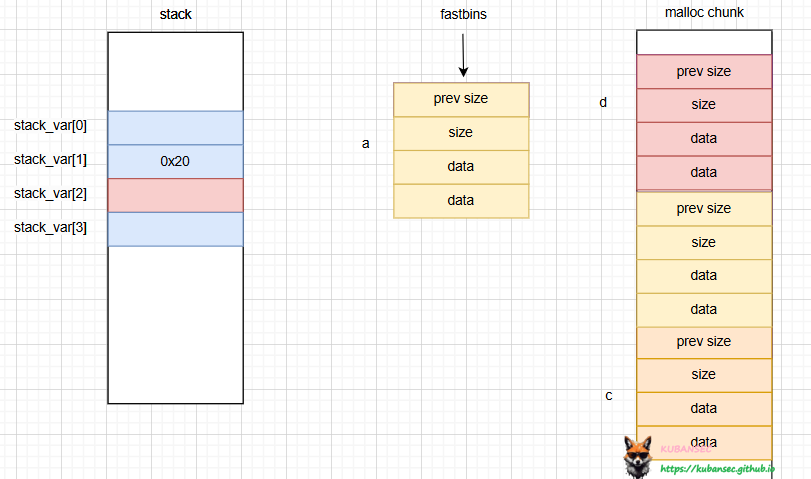 stack
fastbins
malloc chunk
stack_var[0]
stack_var[1]
0x20
stack_var[2]
stack_var[3]
a
prev size
size
data
data
d
prev size
size
data
data
prev size
size
data
data
c
prev size
size
data
data
KUBANSEC
https://kubansec.github.io